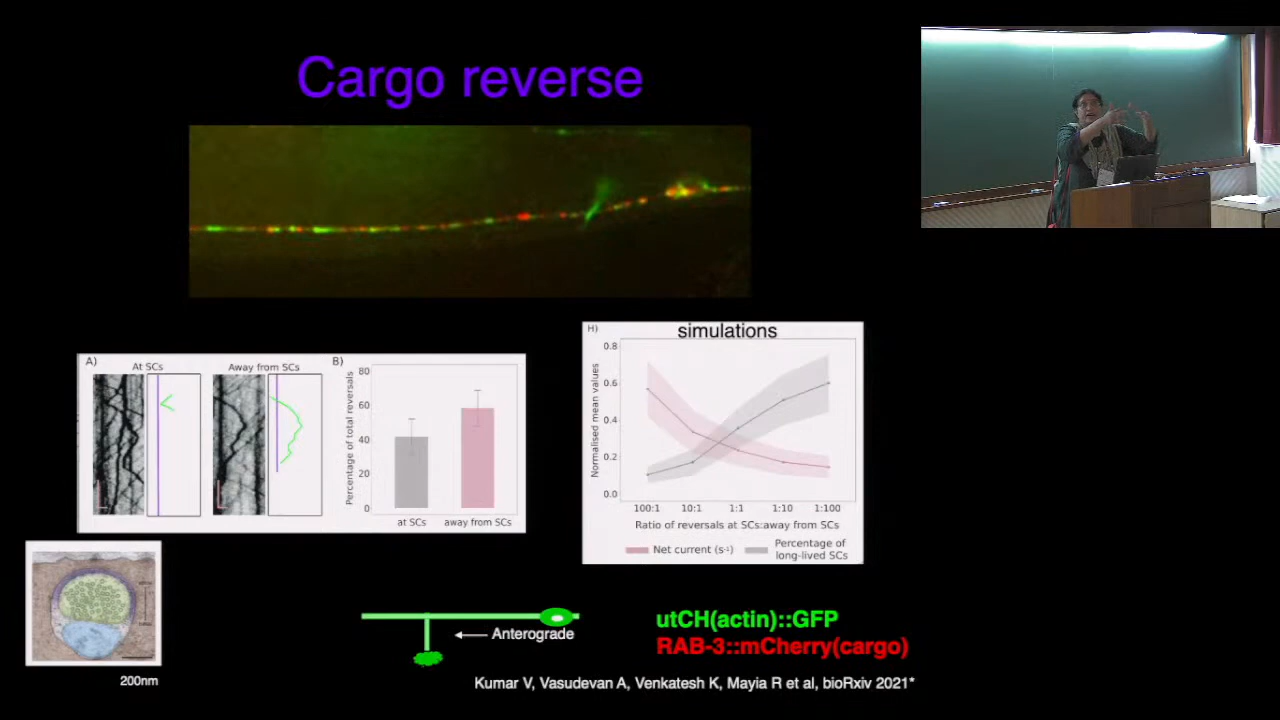 Cargo reverse
A)
At SCs
Away from SCs
B)
Percentage of total reversals
80
60
40
20
0
at SCs
away from SCs
H)
simulations
Normalised mean values
0.8
0.6
0.4
0.2
0.0
100:1 10:1 1:1 1:10 1:100
Ratio of reversals at SCs:away from SCs
Net current (s-1)
Percentage of
long-lived SCs
200nm
Anterograde
utCH(actin)::GFP
RAB-3::mCherry(cargo)
Kumar V, Vasudevan A, Venkatesh K, Mayia R et al, bioRxiv 2021*